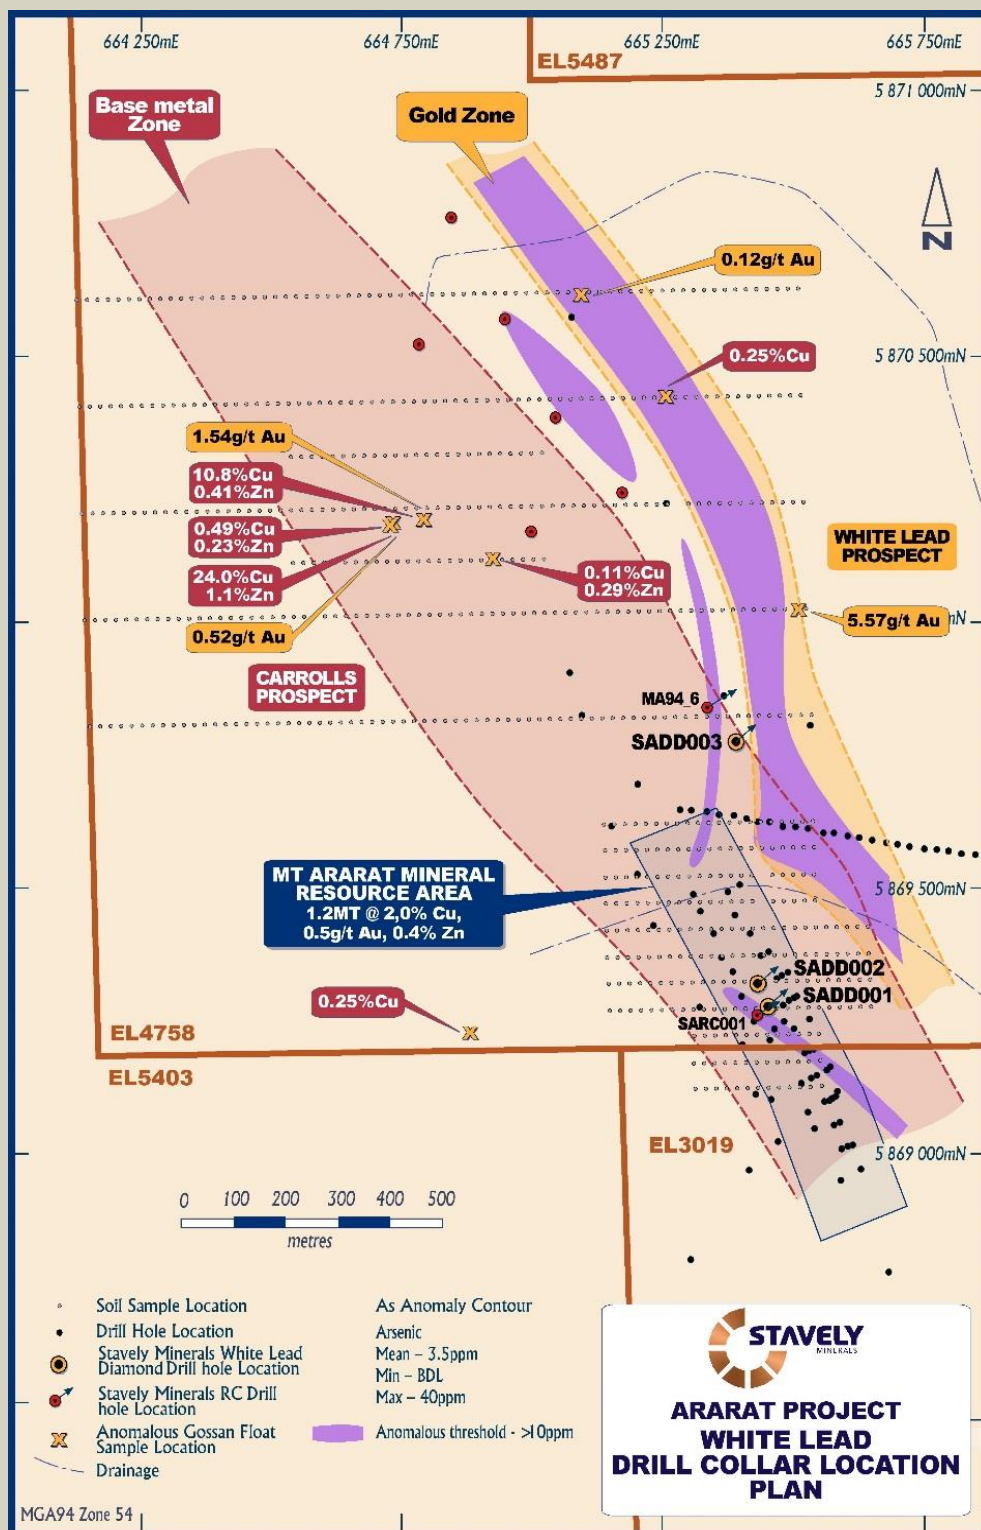 664 250mE
664 750mE
665 250mE
665 750mE
EL5487
5 871 000mN
Base metal
Zone
Gold Zone
N
0.12g/t Au
5 870 500mN
0.25%Cu
1.54g/t Au
10.8%Cu
0.41%Zn
0.49%Cu
0.23%Zn
24.0%Cu
1.1%Zn
0.52g/t Au
0.11%Cu
0.29%Zn
WHITE LEAD
PROSPECT
5.57g/t Au
mN
CARROLLS
PROSPECT
MA94_6
SADD003
MT ARARAT MINERAL
RESOURCE AREA
1.2MT @ 2,0% Cu,
0.5g/t Au, 0.4% Zn
5 869 500mN
SADD002
SADD001
SARC001
0.25%Cu
EL4758
EL5403
EL3019
5 869 000mN
0 100 200 300 400 500
metres
Soil Sample Location
Drill Hole Location
Stavely Minerals White Lead
Diamond Drill hole Location
Stavely Minerals RC Drill
hole Location
Anomalous Gossan Float
Sample Location
Drainage
As Anomaly Contour
Arsenic
Mean – 3.5ppm
Min – BDL
Max – 40ppm
Anomalous threshold - >10ppm
STAVELY
MINERALS
ARARAT PROJECT
WHITE LEAD
DRILL COLLAR LOCATION
PLAN
MGA94 Zone 54